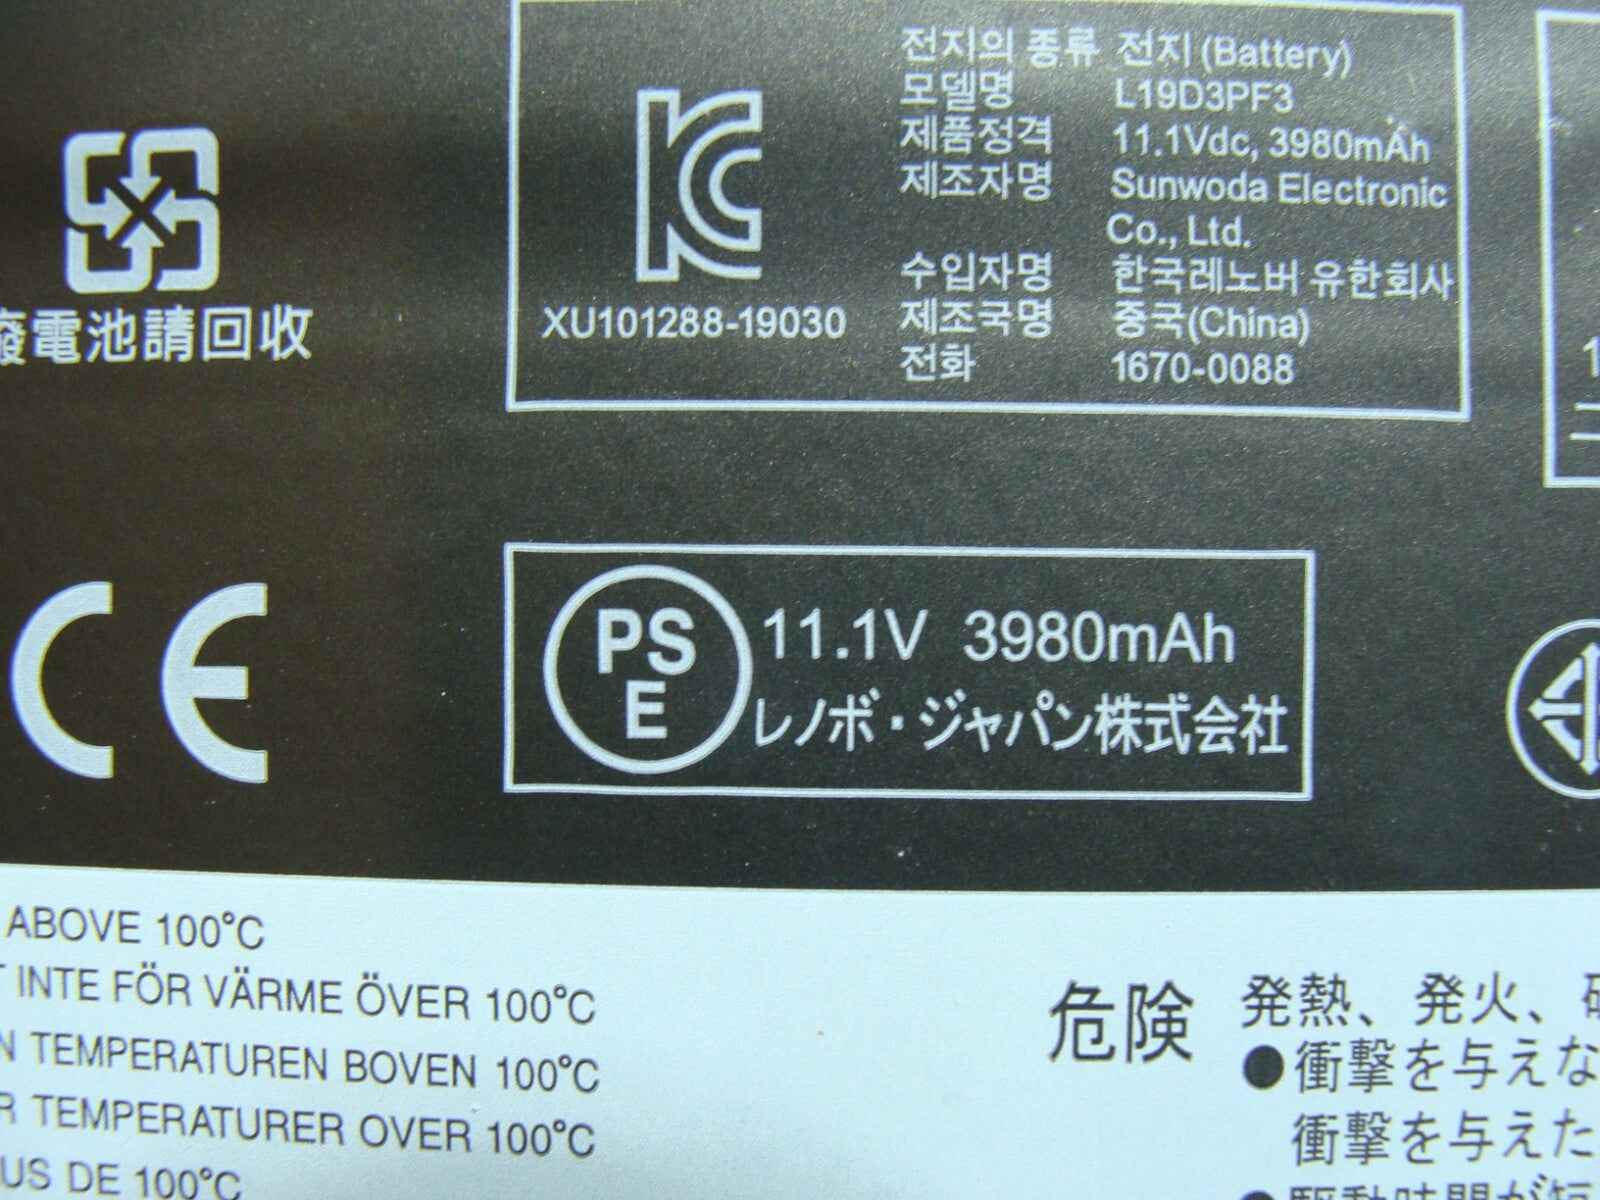 전지의 종류 전지 (Battery)
모델명 L19D3PF3
제품정격 11.1Vdc, 3980mAh
제조자명 Sunwoda Electronic
Co., Ltd.
수입자명 한국레노버 유한회사
제조국명 중국(China)
전화 1670-0088
XU101288-19030
廢電池請回收
CE
PS
E
11.1V 3980mAh
レノボ・ジャパン株式会社
ABOVE 100°C
INTE FÖR VÄRME ÖVER 100°C
TEMPERATUREN BOVEN 100°C
TEMPERATURER OVER 100°C
DE 100°C
危険 発熱、発火、
●衝撃を与えな
衝撃を与えた